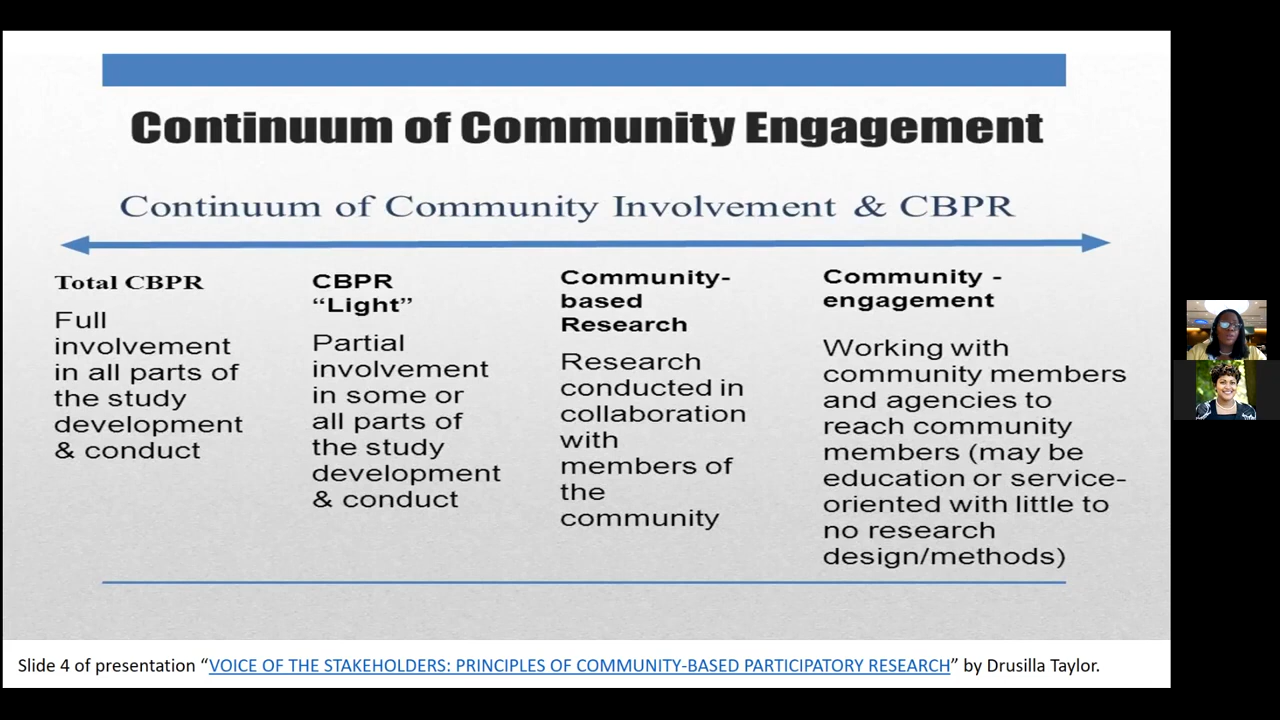 Continuum of Community Engagement
Continuum of Community Involvement & CBPR
Total CBPR
Full
involvement
in all parts of
the study
development
& conduct
CBPR
“Light”
Partial
involvement
in some or
all parts of
the study
development
& conduct
Community-
based
Research
Research
conducted in
collaboration
with
members of
the
community
Community -
engagement
Working with
community members
and agencies to
reach community
members (may be
education or service-
oriented with little to
no research
design/methods)
Slide 4 of presentation “VOICE OF THE STAKEHOLDERS: PRINCIPLES OF COMMUNITY-BASED PARTICIPATORY RESEARCH” by Drusilla Taylor.